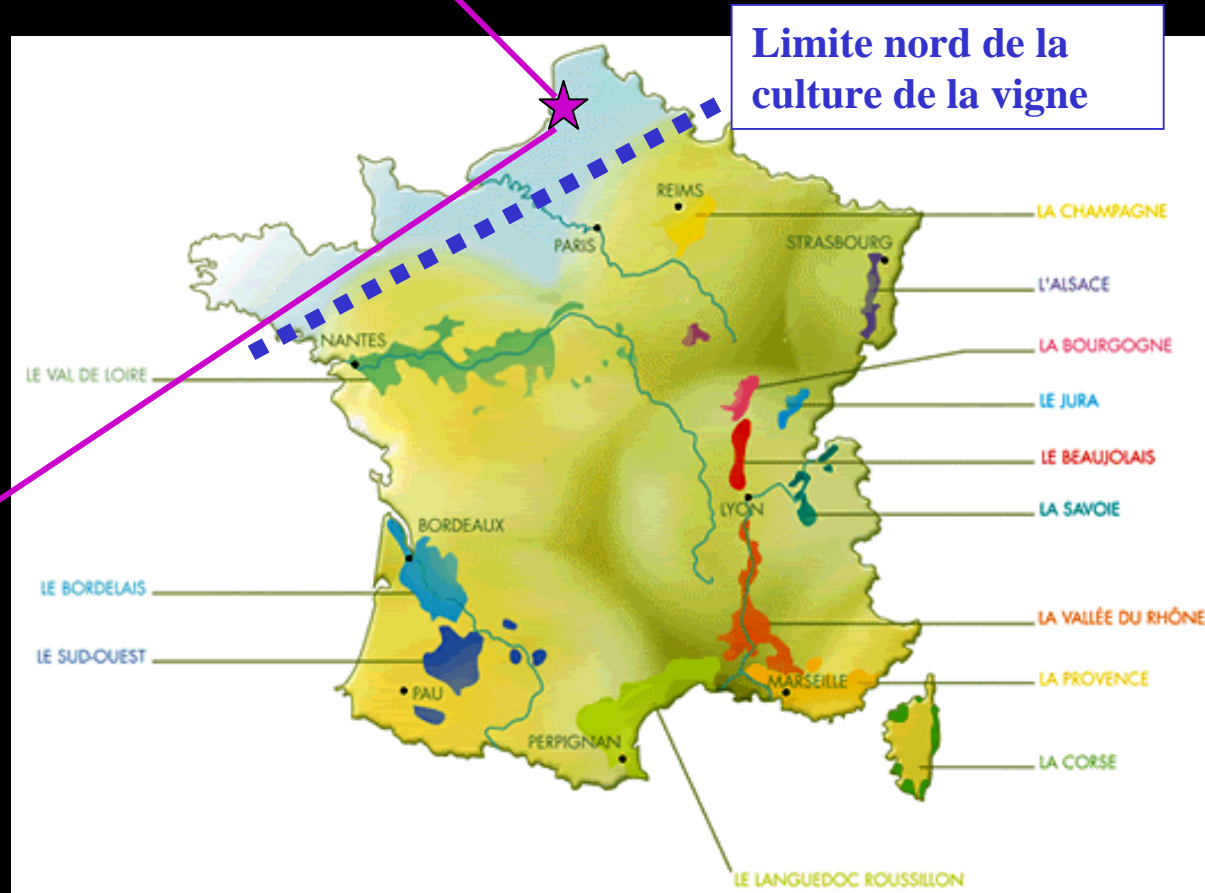 Limite nord de la
culture de la vigne
REIMS
LA CHAMPAGNE
PARIS
STRASBOURG
L'ALSACE
NANTES
LA BOURGOGNE
LE VAL DE LOIRE
LE JURA
LE BEAUJOLAIS
LYON
LA SAVOIE
BORDEAUX
LE BORDELAIS
LA VALLÉE DU RHÔNE
LE SUD-OUEST
PAU
MARSEILLE
LA PROVENCE
PERPIGNAN
LA CORSE
LE LANGUEDOC ROUSSILLON